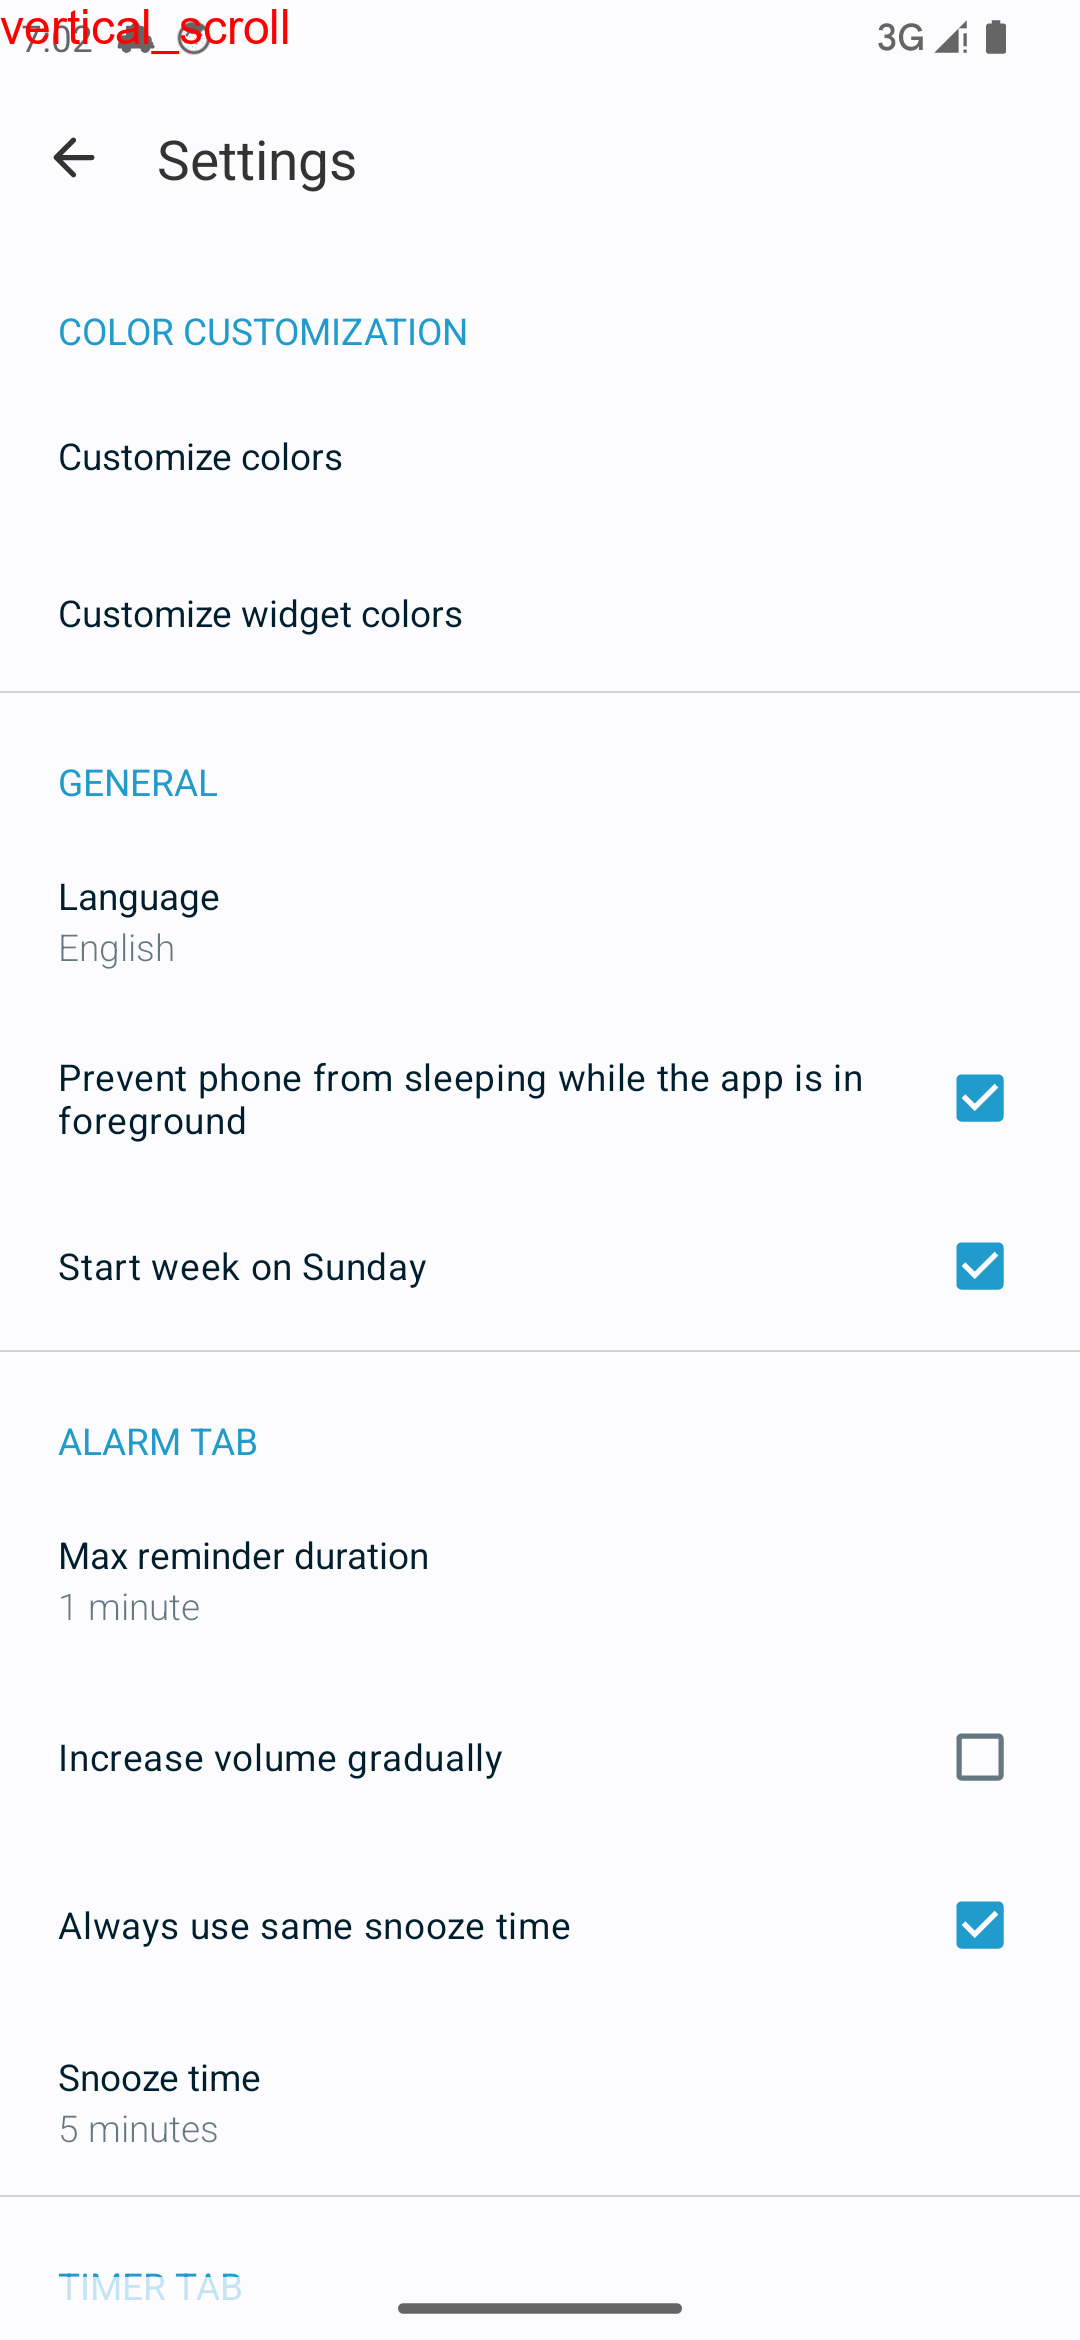 vertical_scroll
7:02
3G
Settings
COLOR CUSTOMIZATION
Customize colors
Customize widget colors
GENERAL
Language
English
Prevent phone from sleeping while the app is in
foreground
Start week on Sunday
ALARM TAB
Max reminder duration
1 minute
Increase volume gradually
Always use same snooze time
Snooze time
5 minutes
TIMER TAB